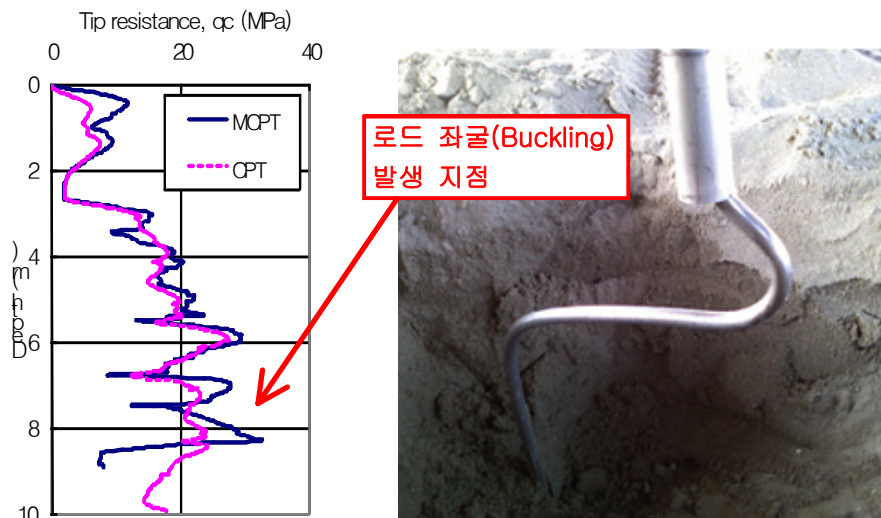 Tip resistance, qc (MPa)
0 20 40
0
2
4
6
8
10
Depth (m)
MCPT
CPT
로드 좌굴(Buckling)
발생 지점